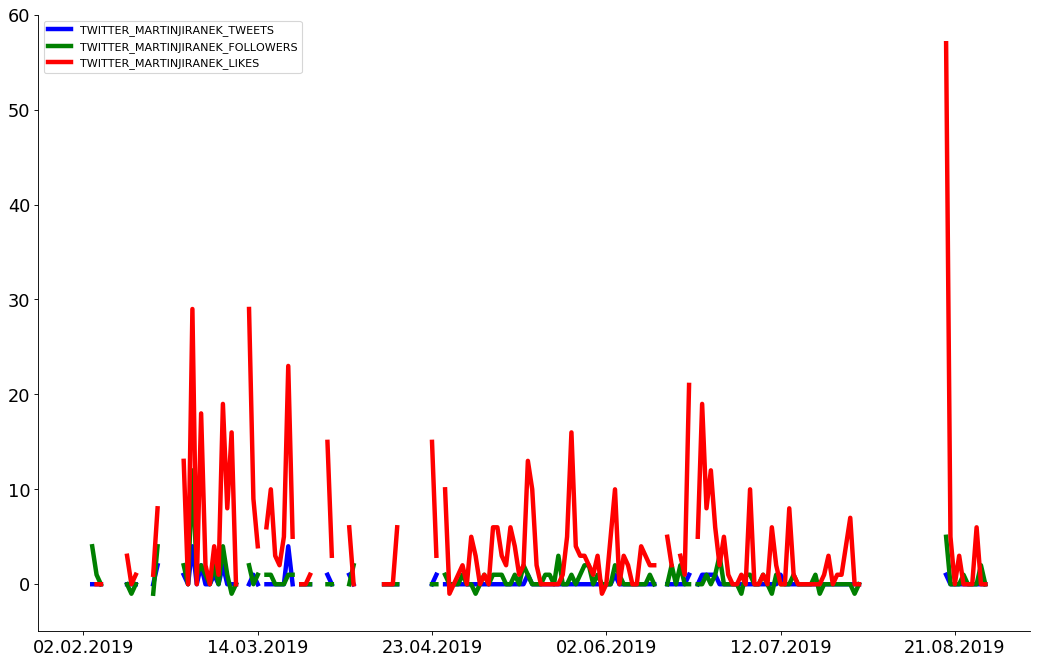 TWITTER_MARTINJIRANEK_TWEETS
TWITTER_MARTINJIRANEK_FOLLOWERS
TWITTER_MARTINJIRANEK_LIKES
60
50
40
30
20
10
0
02.02.2019 14.03.2019 23.04.2019 02.06.2019 12.07.2019 21.08.2019